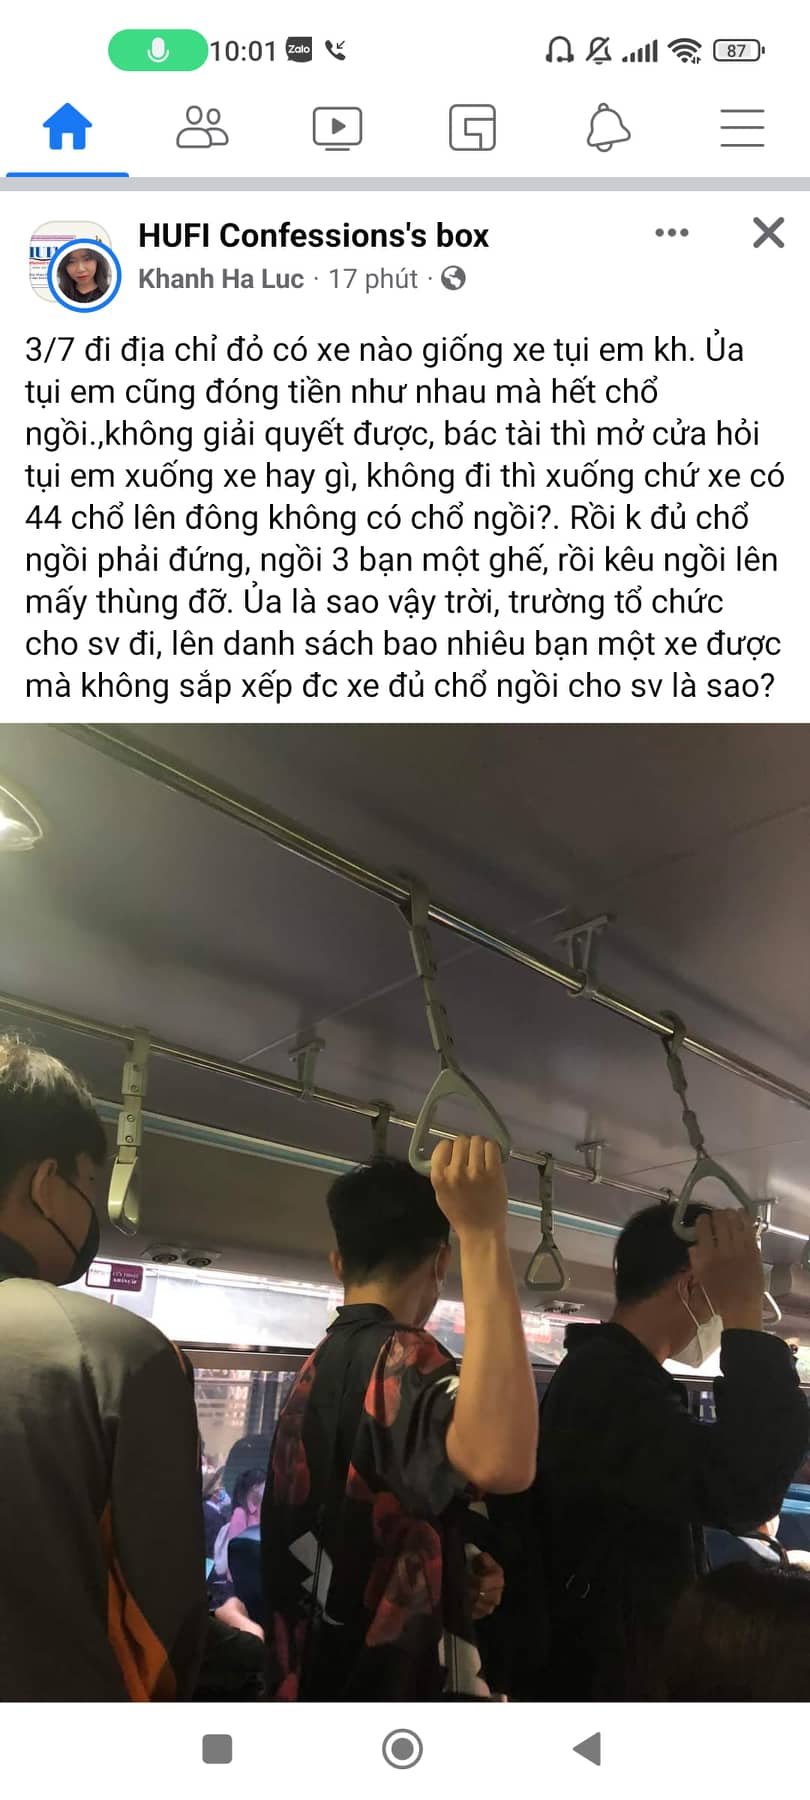 10:01
Zalo
87
HUFI Confessions's box
Khanh Ha Luc · 17 phút ·
3/7 đi địa chỉ đỏ có xe nào giống xe tụi em kh. Ủa
tụi em cũng đóng tiền như nhau mà hết chổ
ngồi.,không giải quyết được, bác tài thì mở cửa hỏi
tụi em xuống xe hay gì, không đi thì xuống chứ xe có
44 chổ lên đông không có chổ ngồi?. Rồi k đủ chổ
ngồi phải đứng, ngồi 3 bạn một ghế, rồi kêu ngồi lên
mấy thùng đỡ. Ủa là sao vậy trời, trường tổ chức
cho sv đi, lên danh sách bao nhiêu bạn một xe được
mà không sắp xếp đc xe đủ chổ ngồi cho sv là sao?